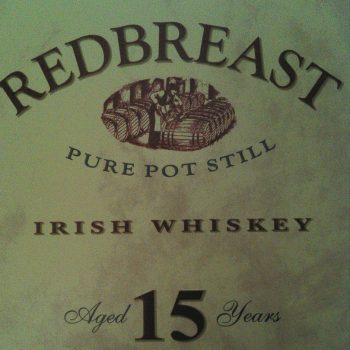 REDBREAST
PURE POT STILL
IRISH WHISKEY
Aged 15 Years